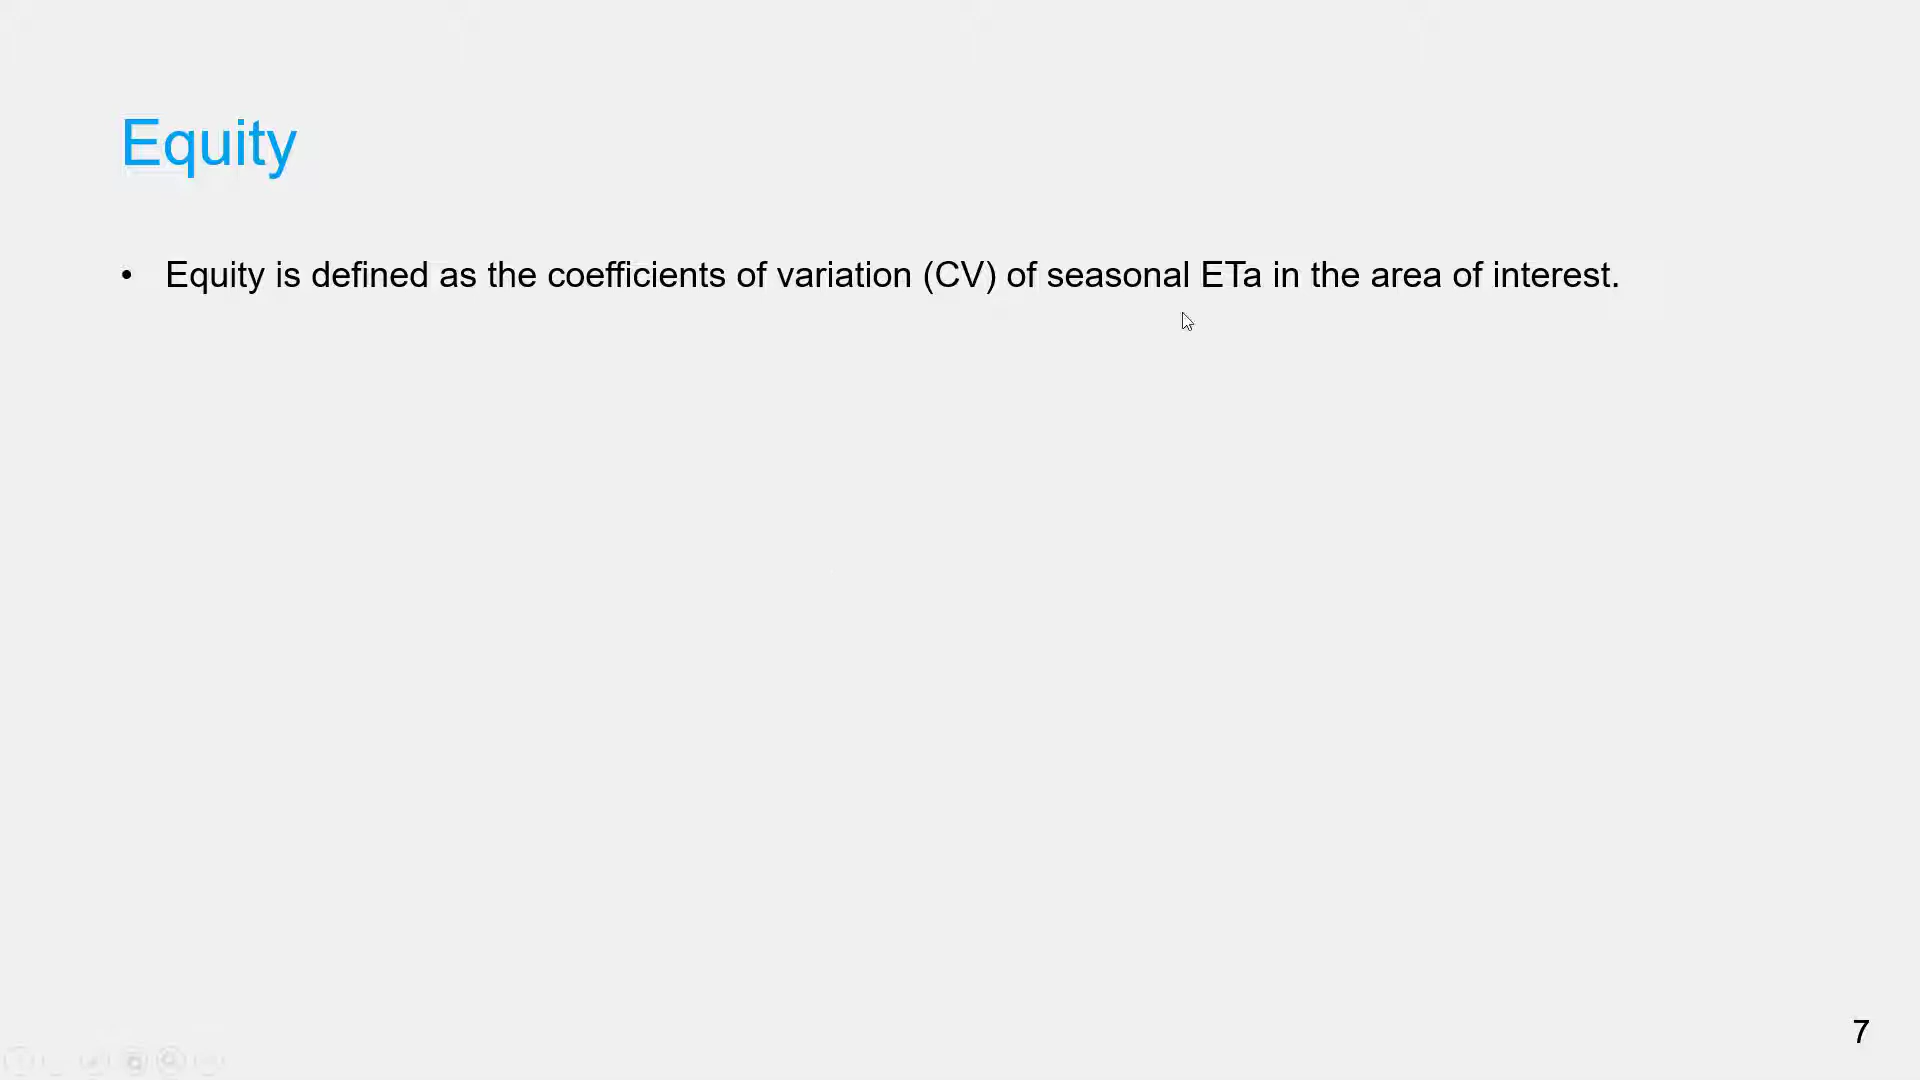 Equity
• Equity is defined as the coefficients of variation (CV) of seasonal ETa in the area of interest.
7